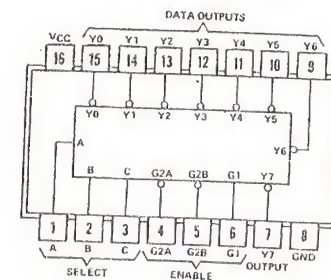 DATA OUTPUTS
VCC Y0 Y1 Y2 Y3 Y4 Y5 Y6
16 15 14 13 12 11 10 9
Y0 Y1 Y2 Y3 Y4 Y5
A Y6
B C G2A G2B G1 Y7
1 2 3 4 5 6 7 8
A B C G2A G2B G1 Y7 GND
SELECT ENABLE OUTPUT